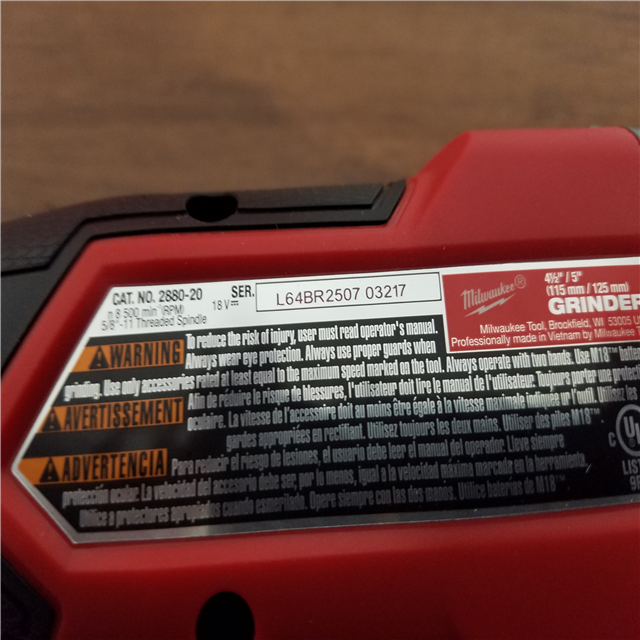 CAT. NO. 2880-20
SER. L64BR2507 03217
n 8 500 min⁻ (RPM) 18 V⎓
5/8"-11 Threaded Spindle
Milwaukee®
4½" / 5"
(115 mm / 125 mm)
GRINDER
Milwaukee Tool, Brookfield, WI 53005 U
Professionally made in Vietnam by Milwaukee
WARNING To reduce the risk of injury, user must read operator's manual.
Always wear eye protection. Always use proper guards when
grinding. Use only accessories rated at least equal to the maximum speed marked on the tool. Always operate with two hands. Use M18™
AVERTISSEMENT Afin de réduire le risque de blessures, l'utilisateur doit lire le manuel de l'utilisateur. Toujours porter une protection
oculaire. La vitesse de l'accessoire doit au moins être égale à la vitesse maximale indiquée sur l'outil.
gardes appropriées en rectifiant. Utilisez toujours les deux mains. Utiliser des piles M18™
ADVERTENCIA Para reducir el riesgo de lesiones, el usuario debe leer el manual del operador. Lleve siempre
protección ocular. La velocidad del accesorio debe ser, por lo menos, igual a la velocidad máximo marcada en la herramienta.
Utilice o protectores apropiados cuando esmerilado. Opere siempre con las dos manos. Utilice baterías de M18™
C UL
LIS